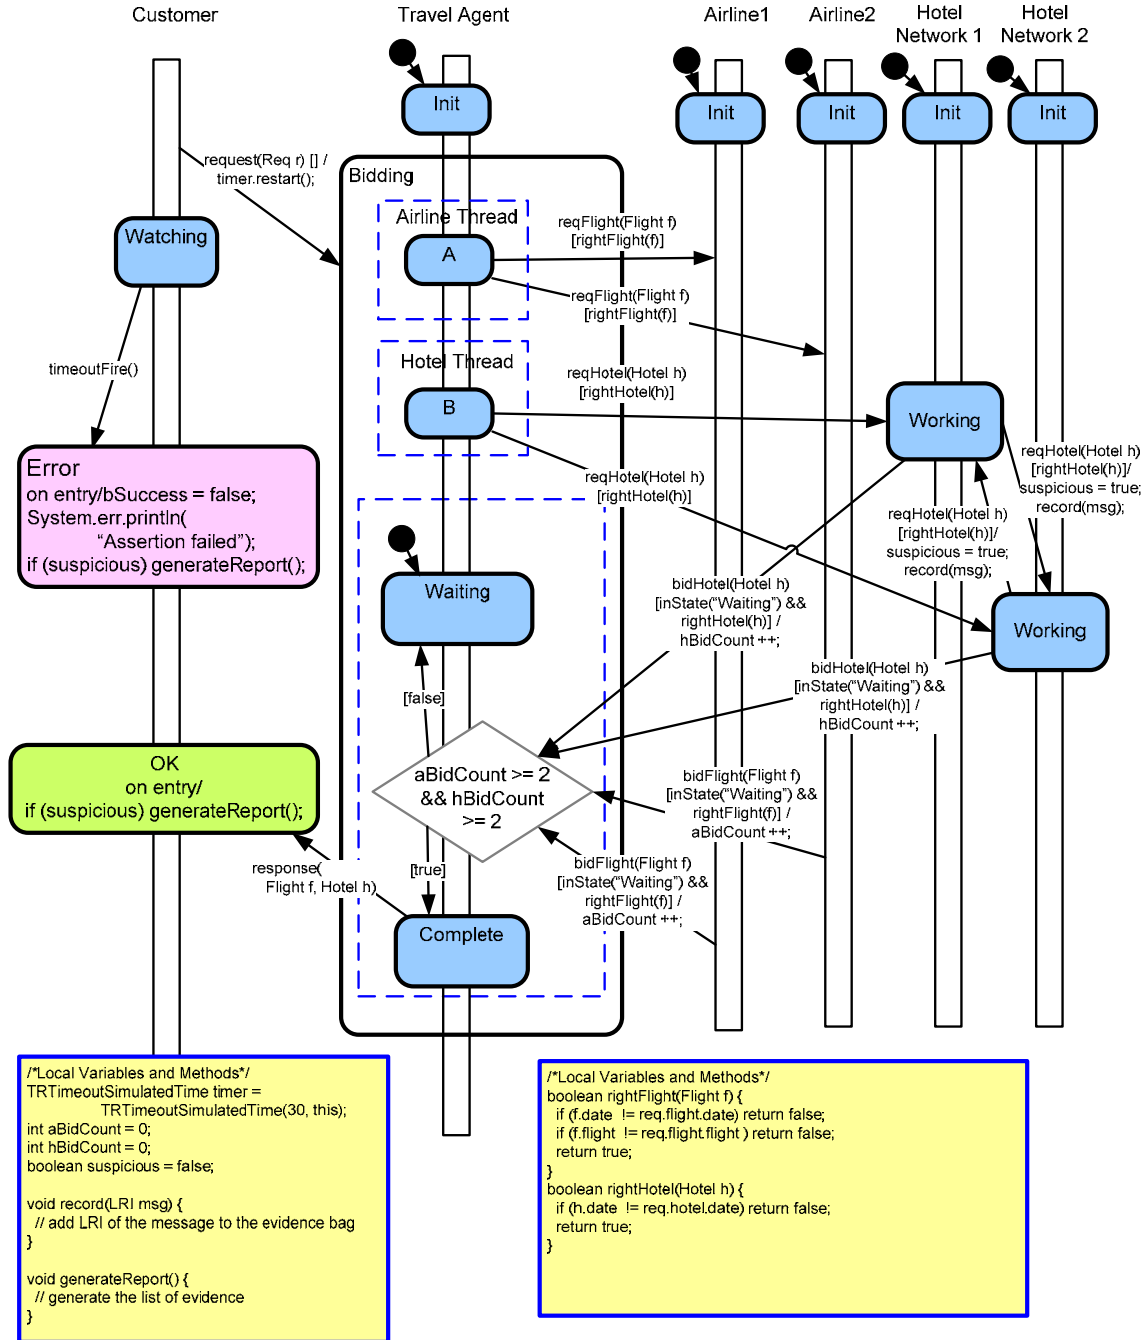 Customer
Travel Agent
Airline1
Airline2
Hotel
Network 1
Hotel
Network 2
Init
Init
Init
Init
Init
request(Req r) [] /
timer.restart();
Bidding
Watching
Airline Thread
A
reqFlight(Flight f)
[rightFlight(f)]
reqFlight(Flight f)
[rightFlight(f)]
timeoutFire()
Hotel Thread
B
reqHotel(Hotel h)
[rightHotel(h)]
Working
reqHotel(Hotel h)
[rightHotel(h)]/
suspicious = true;
record(msg);
Error
on entry/bSuccess = false;
System.err.println(
"Assertion failed");
if (suspicious) generateReport();
reqHotel(Hotel h)
[rightHotel(h)]
reqHotel(Hotel h)
[rightHotel(h)]/
suspicious = true;
record(msg);
Waiting
bidHotel(Hotel h)
[inState("Waiting") &&
rightHotel(h)] /
hBidCount ++;
Working
bidHotel(Hotel h)
[inState("Waiting") &&
rightHotel(h)] /
hBidCount ++;
[false]
OK
on entry/
if (suspicious) generateReport();
aBidCount >= 2
&& hBidCount
>= 2
bidFlight(Flight f)
[inState("Waiting") &&
rightFlight(f)] /
aBidCount ++;
response(
Flight f, Hotel h)
[true]
bidFlight(Flight f)
[inState("Waiting") &&
rightFlight(f)] /
aBidCount ++;
Complete
/*Local Variables and Methods*/
TRTimeoutSimulatedTime timer =
TRTimeoutSimulatedTime(30, this);
int aBidCount = 0;
int hBidCount = 0;
boolean suspicious = false;
void record(LRI msg) {
// add LRI of the message to the evidence bag
}
void generateReport() {
// generate the list of evidence
}
/*Local Variables and Methods*/
boolean rightFlight(Flight f) {
if (f.date != req.flight.date) return false;
if (f.flight != req.flight.flight ) return false;
return true;
}
boolean rightHotel(Hotel h) {
if (h.date != req.hotel.date) return false;
return true;
}